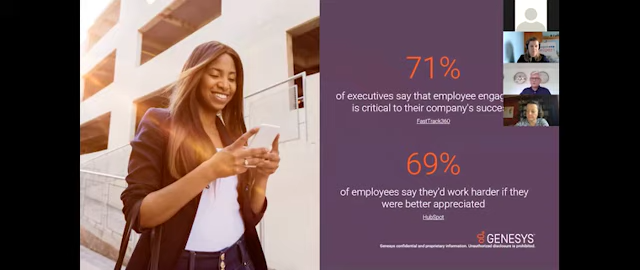 71%
of executives say that employee engag
is critical to their company's succes
FastTrack360
69%
of employees say they'd work harder if they
were better appreciated
HubSpot
GENESYS
Genesys confidential and proprietary information. Unauthorized disclosure is prohibited.